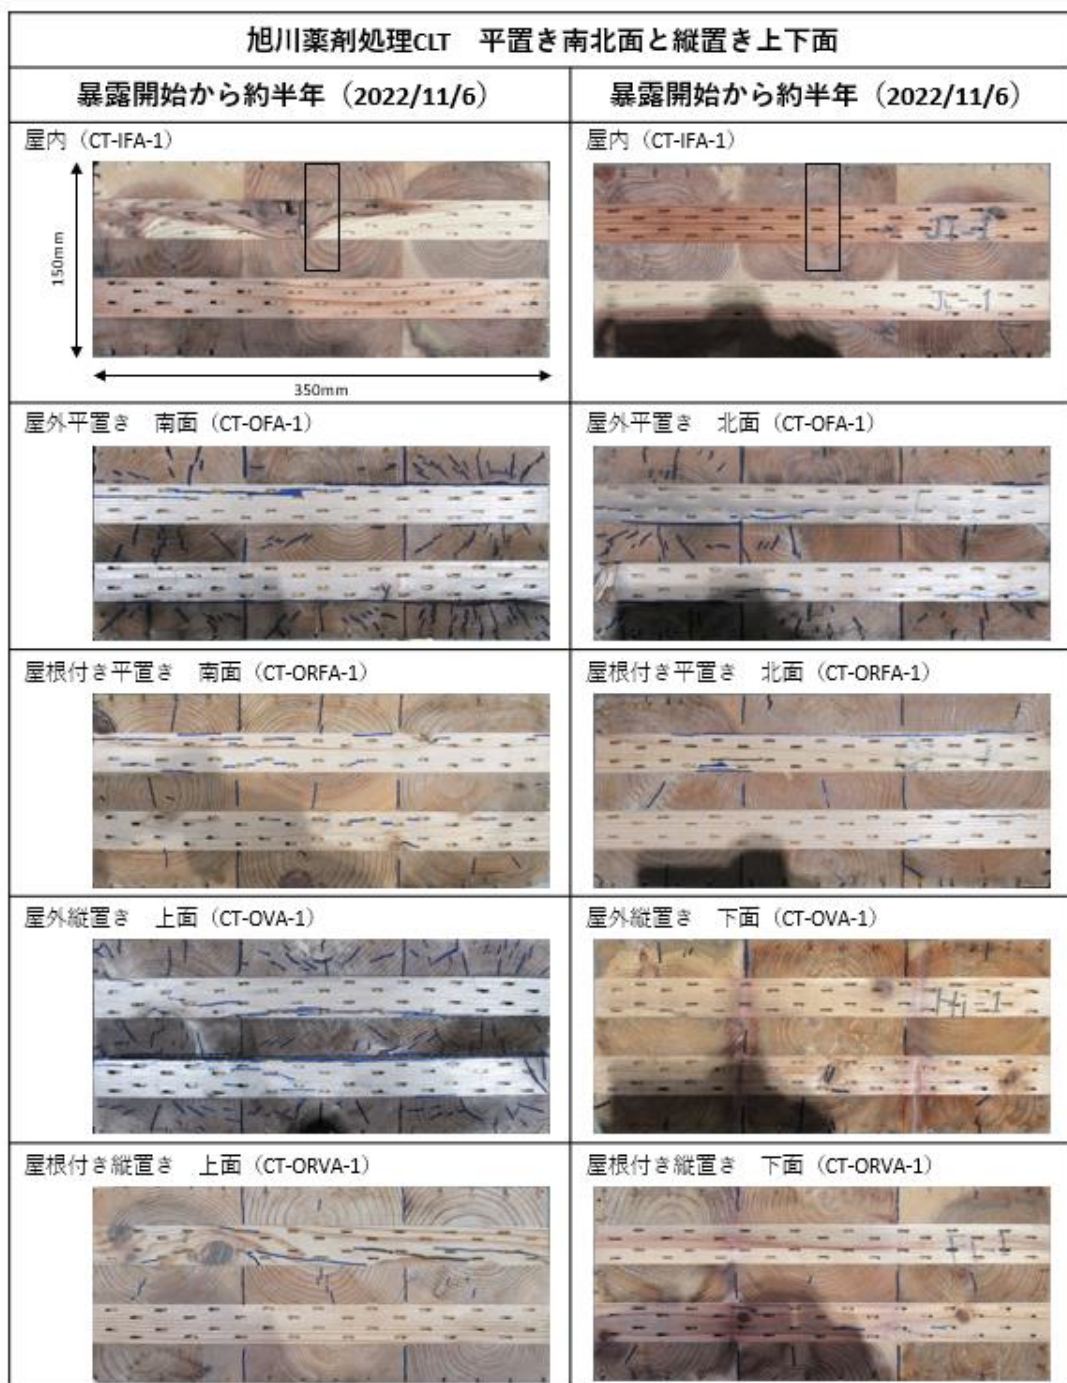 旭川薬剤処理CLT　平置き南北面と縦置き上下面
暴露開始から約半年（2022/11/6）
暴露開始から約半年（2022/11/6）
屋内（CT-IFA-1）
屋内（CT-IFA-1）
150mm
350mm
屋外平置き　南面（CT-OFA-1）
屋外平置き　北面（CT-OFA-1）
屋根付き平置き　南面（CT-ORFA-1）
屋根付き平置き　北面（CT-ORFA-1）
屋外縦置き　上面（CT-OVA-1）
屋外縦置き　下面（CT-OVA-1）
Hi-1
屋根付き縦置き　上面（CT-ORVA-1）
屋根付き縦置き　下面（CT-ORVA-1）